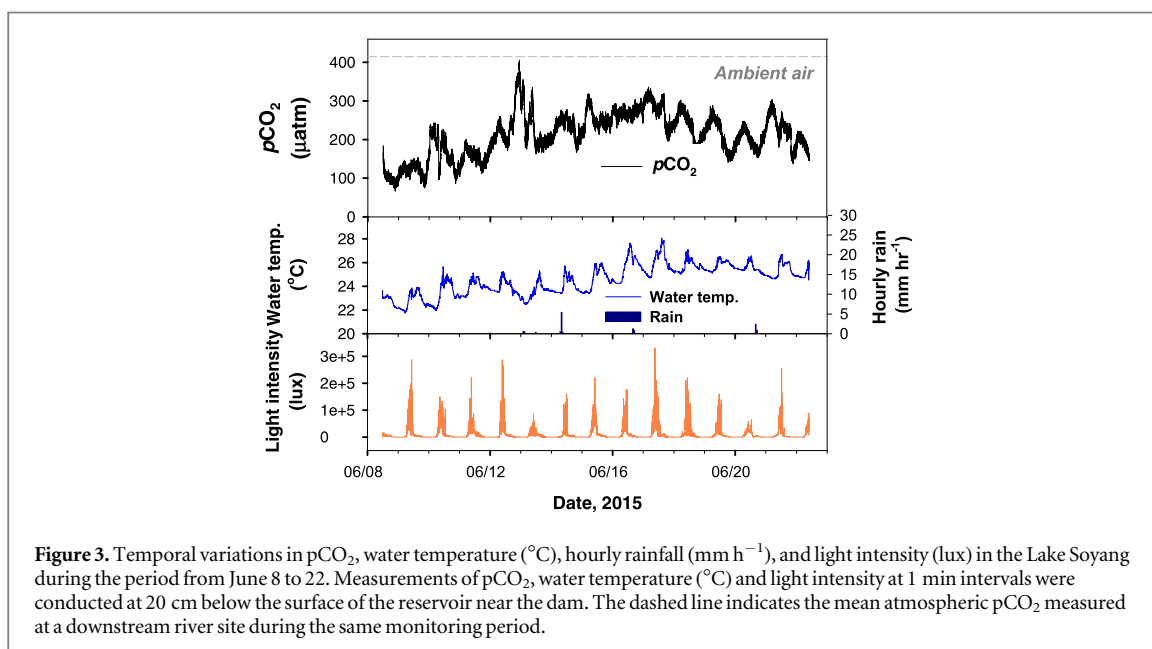 400
300
200
100
0
pCO2
(μatm)
Ambient air
pCO2
28
26
24
22
20
Water temp.
(°C)
30
25
20
15
10
5
0
Hourly rain
(mm hr-1)
Water temp.
Rain
3e+5
2e+5
1e+5
0
Light intensity
(lux)
06/08
06/12
06/16
06/20
Date, 2015
Figure 3. Temporal variations in pCO2, water temperature (°C), hourly rainfall (mm h−1), and light intensity (lux) in the Lake Soyang
during the period from June 8 to 22. Measurements of pCO2, water temperature (°C) and light intensity at 1 min intervals were
conducted at 20 cm below the surface of the reservoir near the dam. The dashed line indicates the mean atmospheric pCO2 measured
at a downstream river site during the same monitoring period.